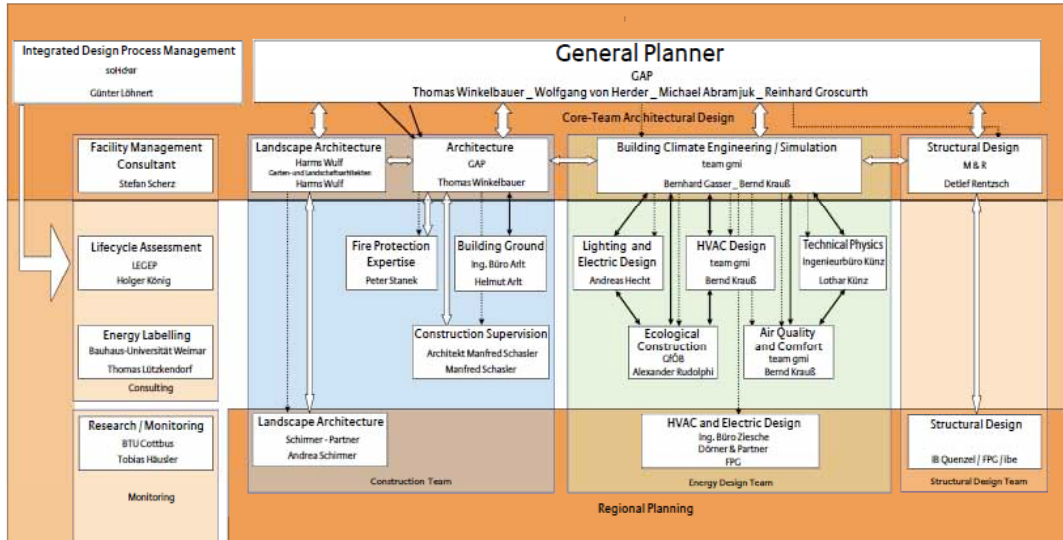 Integrated Design Process Management
Günter Löhnert
General Planner
GAP
Thomas Winkelbauer _ Wolfgang von Herder _ Michael Abramjuk _ Reinhard Groscurth
Core-Team Architectural Design
Facility Management
Consultant
Stefan Scherz
Landscape Architecture
Harms Wulf
Garten- und Landschaftsarchitekten
Harms Wulf
Architecture
GAP
Thomas Winkelbauer
Building Climate Engineering / Simulation
team gmi
Bernhard Gasser _ Bernd Krauß
Structural Design
M & R
Detlef Rentzsch
Lifecycle Assessment
LEGEP
Holger König
Fire Protection
Expertise
Peter Stanek
Building Ground
Ing. Büro Arlt
Helmut Arlt
Lighting and
Electric Design
Andreas Hecht
HVAC Design
team gmi
Bernd Krauß
Technical Physics
Ingenieurbüro Künz
Lothar Künz
Energy Labelling
Bauhaus-Universität Weimar
Thomas Lützkendorf
Consulting
Construction Supervision
Architekt Manfred Schasler
Manfred Schasler
Ecological
Construction
GfÖB
Alexander Rudolphi
Air Quality
and Comfort
team gmi
Bernd Krauß
Research / Monitoring
BTU Cottbus
Tobias Häusler
Monitoring
Landscape Architecture
Schirmer - Partner
Andrea Schirmer
Construction Team
HVAC and Electric Design
Ing. Büro Ziesche
Dörner & Partner
FPG
Energy Design Team
Structural Design
IB Quenzel / FPG / ibe
Structural Design Team
Regional Planning